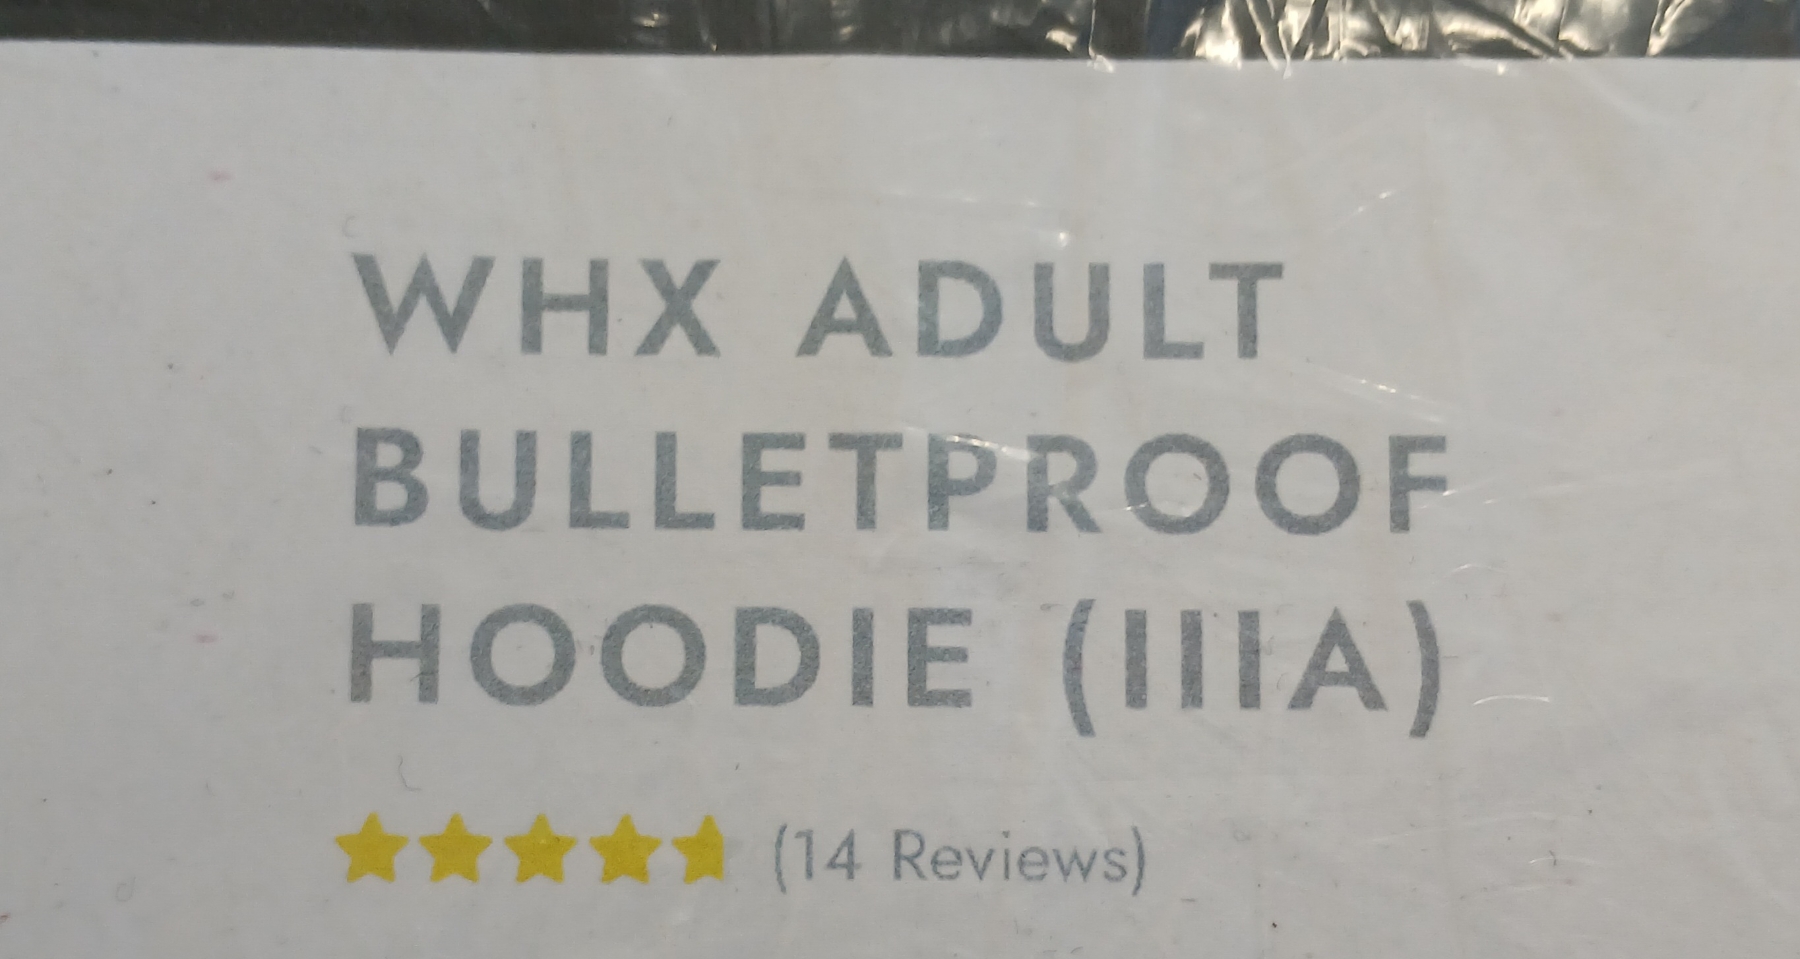 WHX ADULT
BULLETPROOF
HOODIE (IIIA)
(14 Reviews)